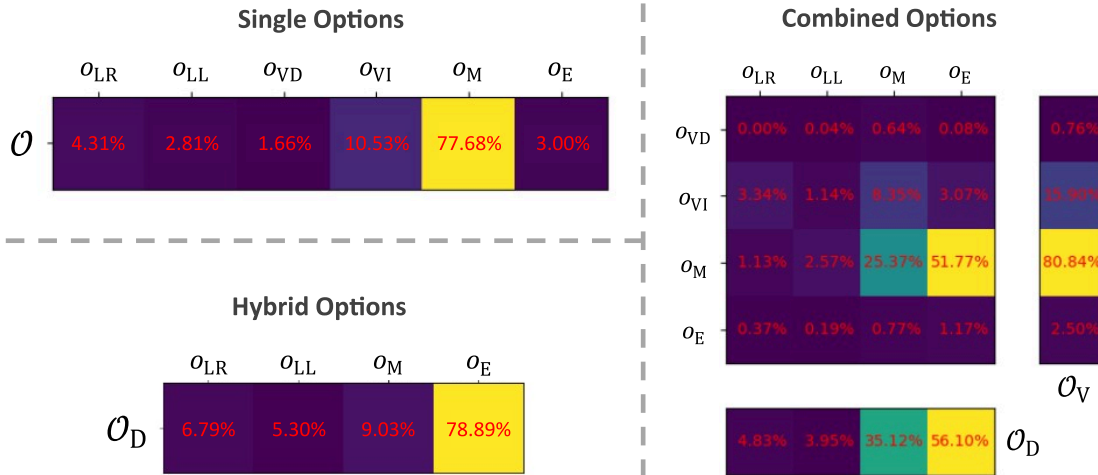 Single Options
o_LR o_LL o_VD o_VI o_M o_E
O 4.31% 2.81% 1.66% 10.53% 77.68% 3.00%
Hybrid Options
o_LR o_LL o_M o_E
O_D 6.79% 5.30% 9.03% 78.89%
Combined Options
o_LR o_LL o_M o_E
o_VD 0.00% 0.04% 0.64% 0.08% 0.76%
o_VI 3.34% 1.14% 8.35% 3.07% 15.90%
o_M 1.13% 2.57% 25.37% 51.77% 80.84%
o_E 0.37% 0.19% 0.77% 1.17% 2.50%
O_V
4.83% 3.95% 35.12% 56.10% O_D